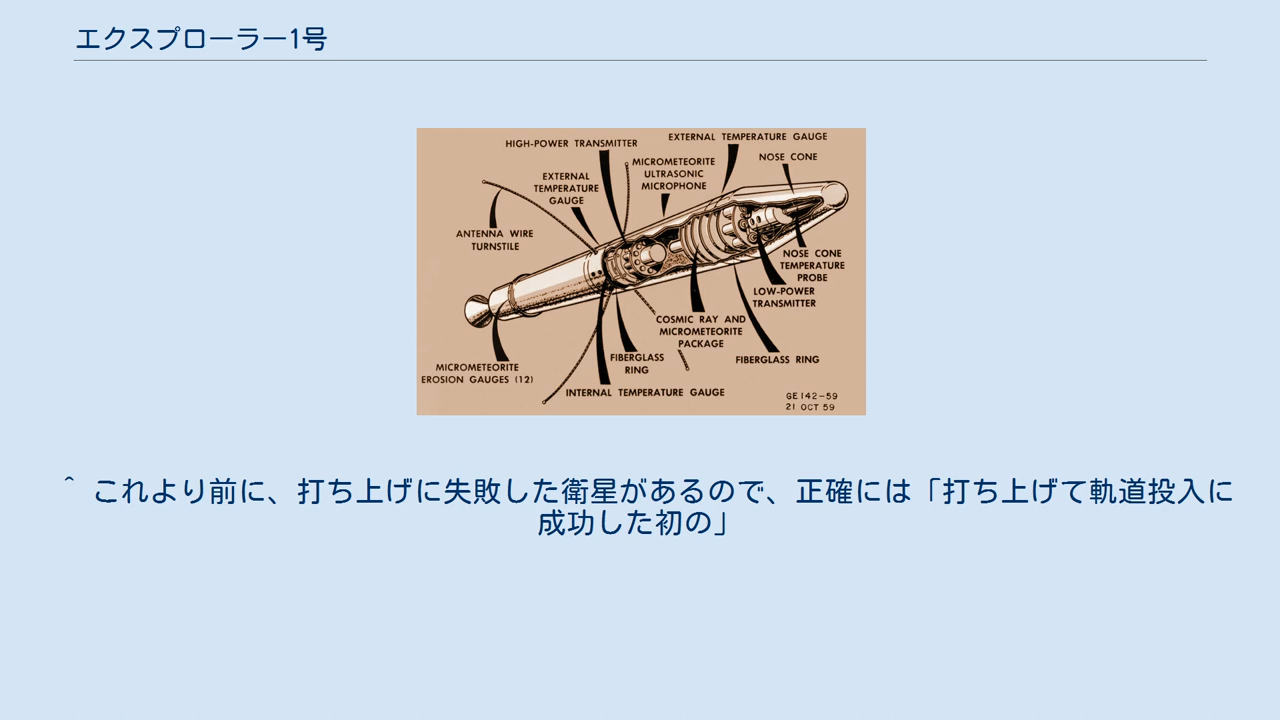 エクスプローラー1号
HIGH-POWER TRANSMITTER
EXTERNAL TEMPERATURE GAUGE
MICROMETEORITE
ULTRASONIC
MICROPHONE
NOSE CONE
EXTERNAL
TEMPERATURE
GAUGE
ANTENNA WIRE
TURNSTILE
NOSE CONE
TEMPERATURE
PROBE
LOW-POWER
TRANSMITTER
COSMIC RAY AND
MICROMETEORITE
PACKAGE
FIBERGLASS
RING
FIBERGLASS RING
MICROMETEORITE
EROSION GAUGES (12)
INTERNAL TEMPERATURE GAUGE
GE 142-59
21 OCT 59
^ これより前に、打ち上げに失敗した衛星があるので、正確には「打ち上げて軌道投入に
成功した初の」